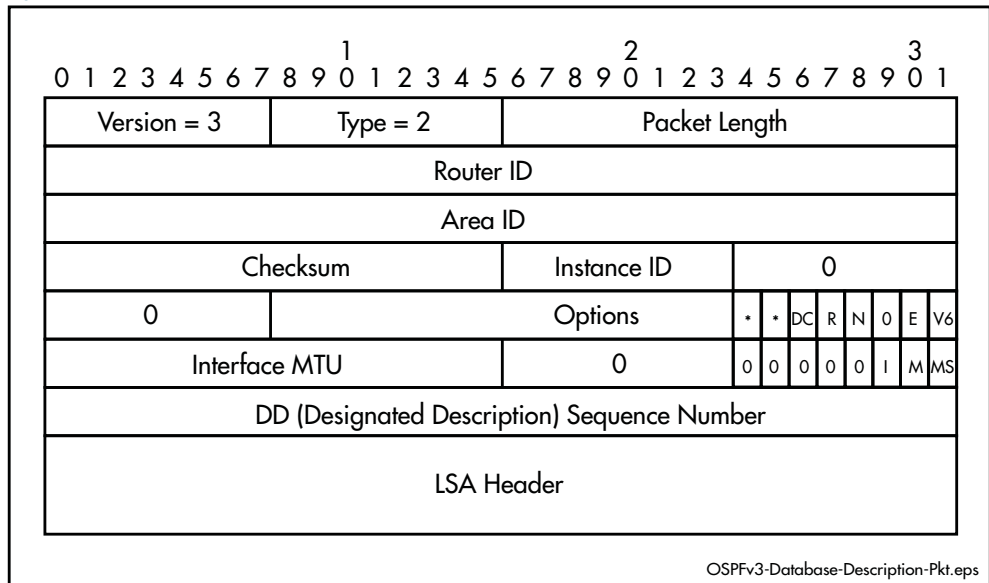 1 2 3
0 1 2 3 4 5 6 7 8 9 0 1 2 3 4 5 6 7 8 9 0 1 2 3 4 5 6 7 8 9 0 1
Version = 3 Type = 2 Packet Length
Router ID
Area ID
Checksum Instance ID 0
0 Options * * DC R N 0 E V6
Interface MTU 0 0 0 0 0 0 I M MS
DD (Designated Description) Sequence Number
LSA Header
OSPFv3-Database-Description-Pkt.eps